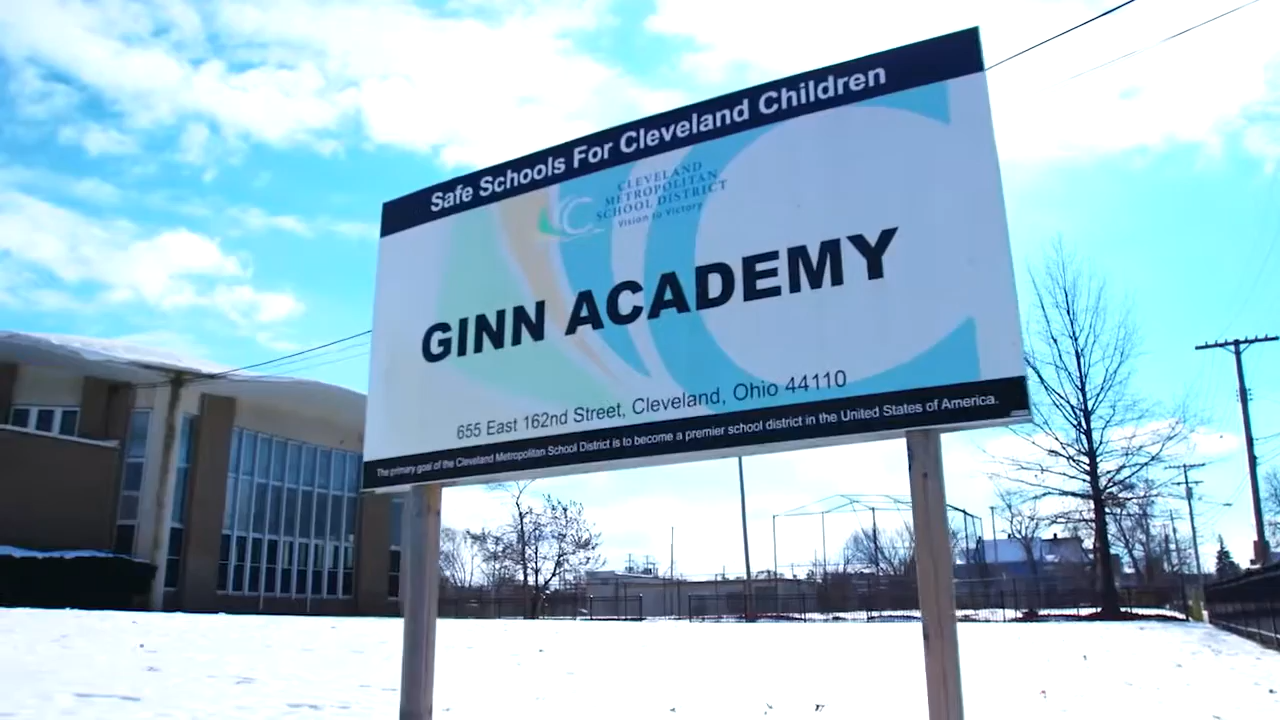 Safe Schools For Cleveland Children
CLEVELAND
METROPOLITAN
SCHOOL DISTRICT
Vision to Victory
GINN ACADEMY
655 East 162nd Street, Cleveland, Ohio 44110
The primary goal of the Cleveland Metropolitan School District is to become a premier school district in the United States of America.